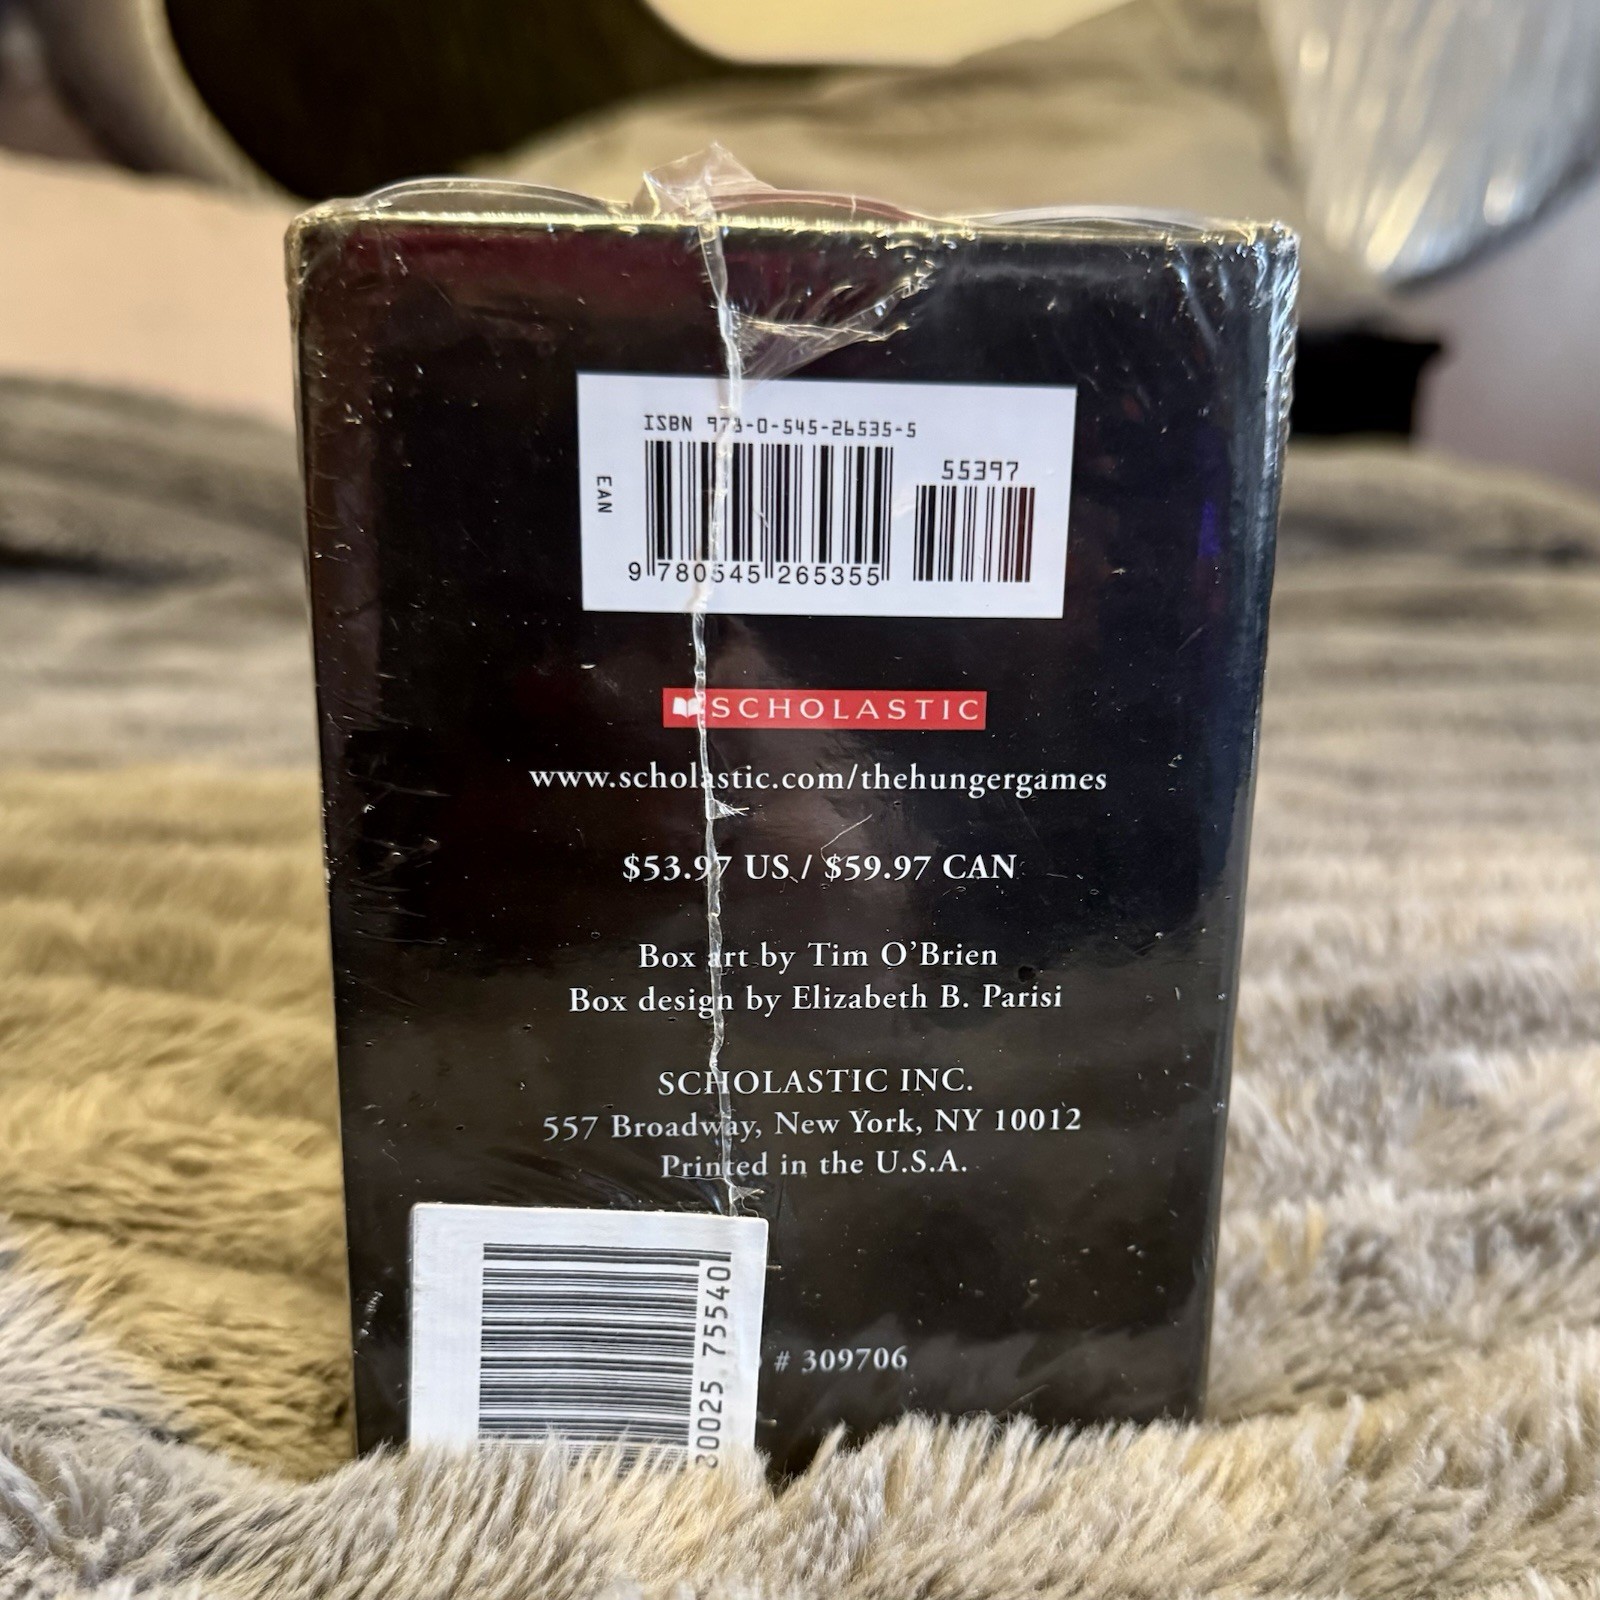 ISBN 978-0-545-26535-5
55397
EAN
9 780545 265355
SCHOLASTIC
www.scholastic.com/thehungergames
$53.97 US / $59.97 CAN
Box art by Tim O’Brien
Box design by Elizabeth B. Parisi
SCHOLASTIC INC.
557 Broadway, New York, NY 10012
Printed in the U.S.A.
# 309706
75540